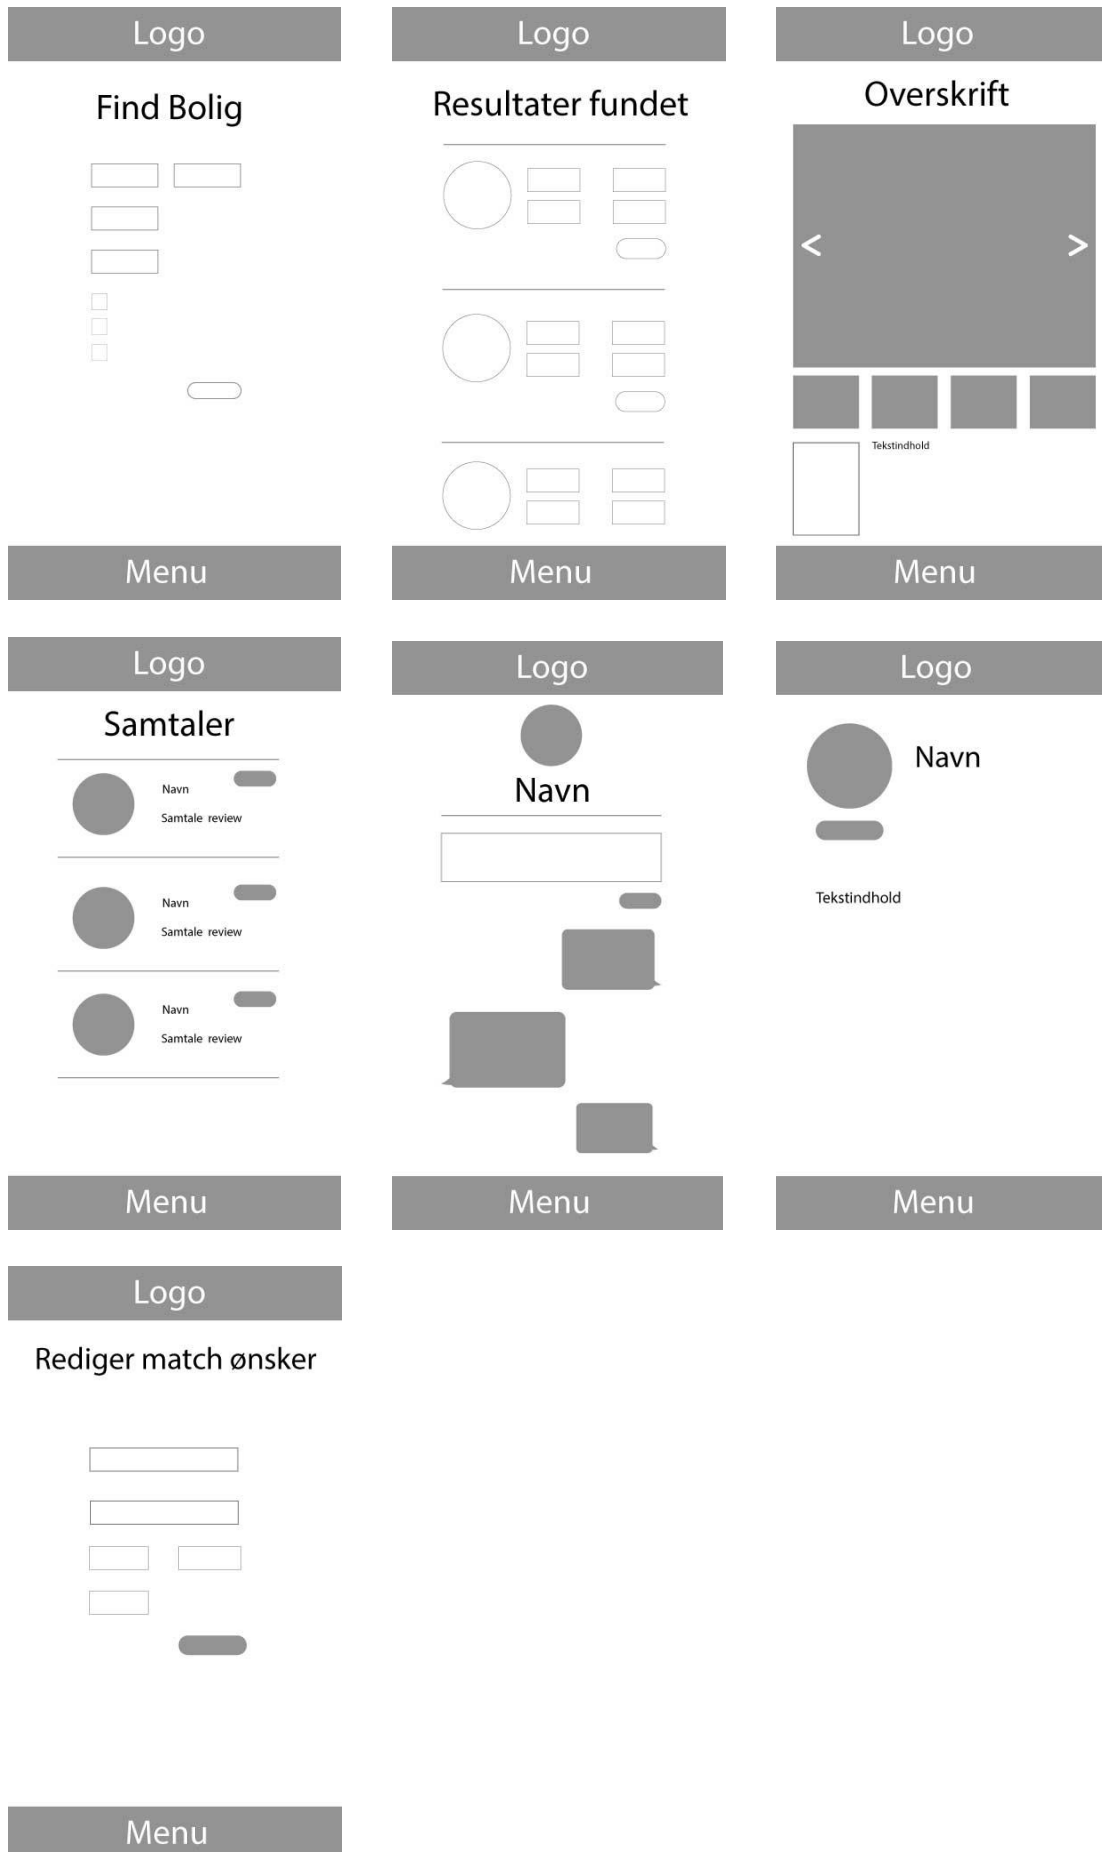 Logo
Find Bolig
Menu
Logo
Resultater fundet
Menu
Logo
Overskrift
<
>
Tekstindhold
Menu
Logo
Samtaler
Navn
Samtale review
Navn
Samtale review
Navn
Samtale review
Menu
Logo
Navn
Menu
Logo
Navn
Tekstindhold
Menu
Logo
Rediger match ønsker
Menu